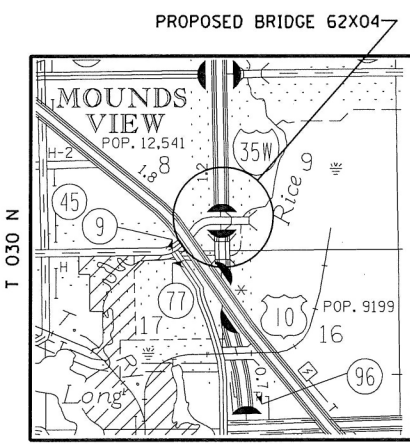 PROPOSED BRIDGE 62X04
MOUNDS
VIEW
POP. 12,541
H-2
1.8
8
1.2
35W
Rice 9
45
9
T 030 N
H
77
17
10
POP. 9199
16
Long
0.7
96